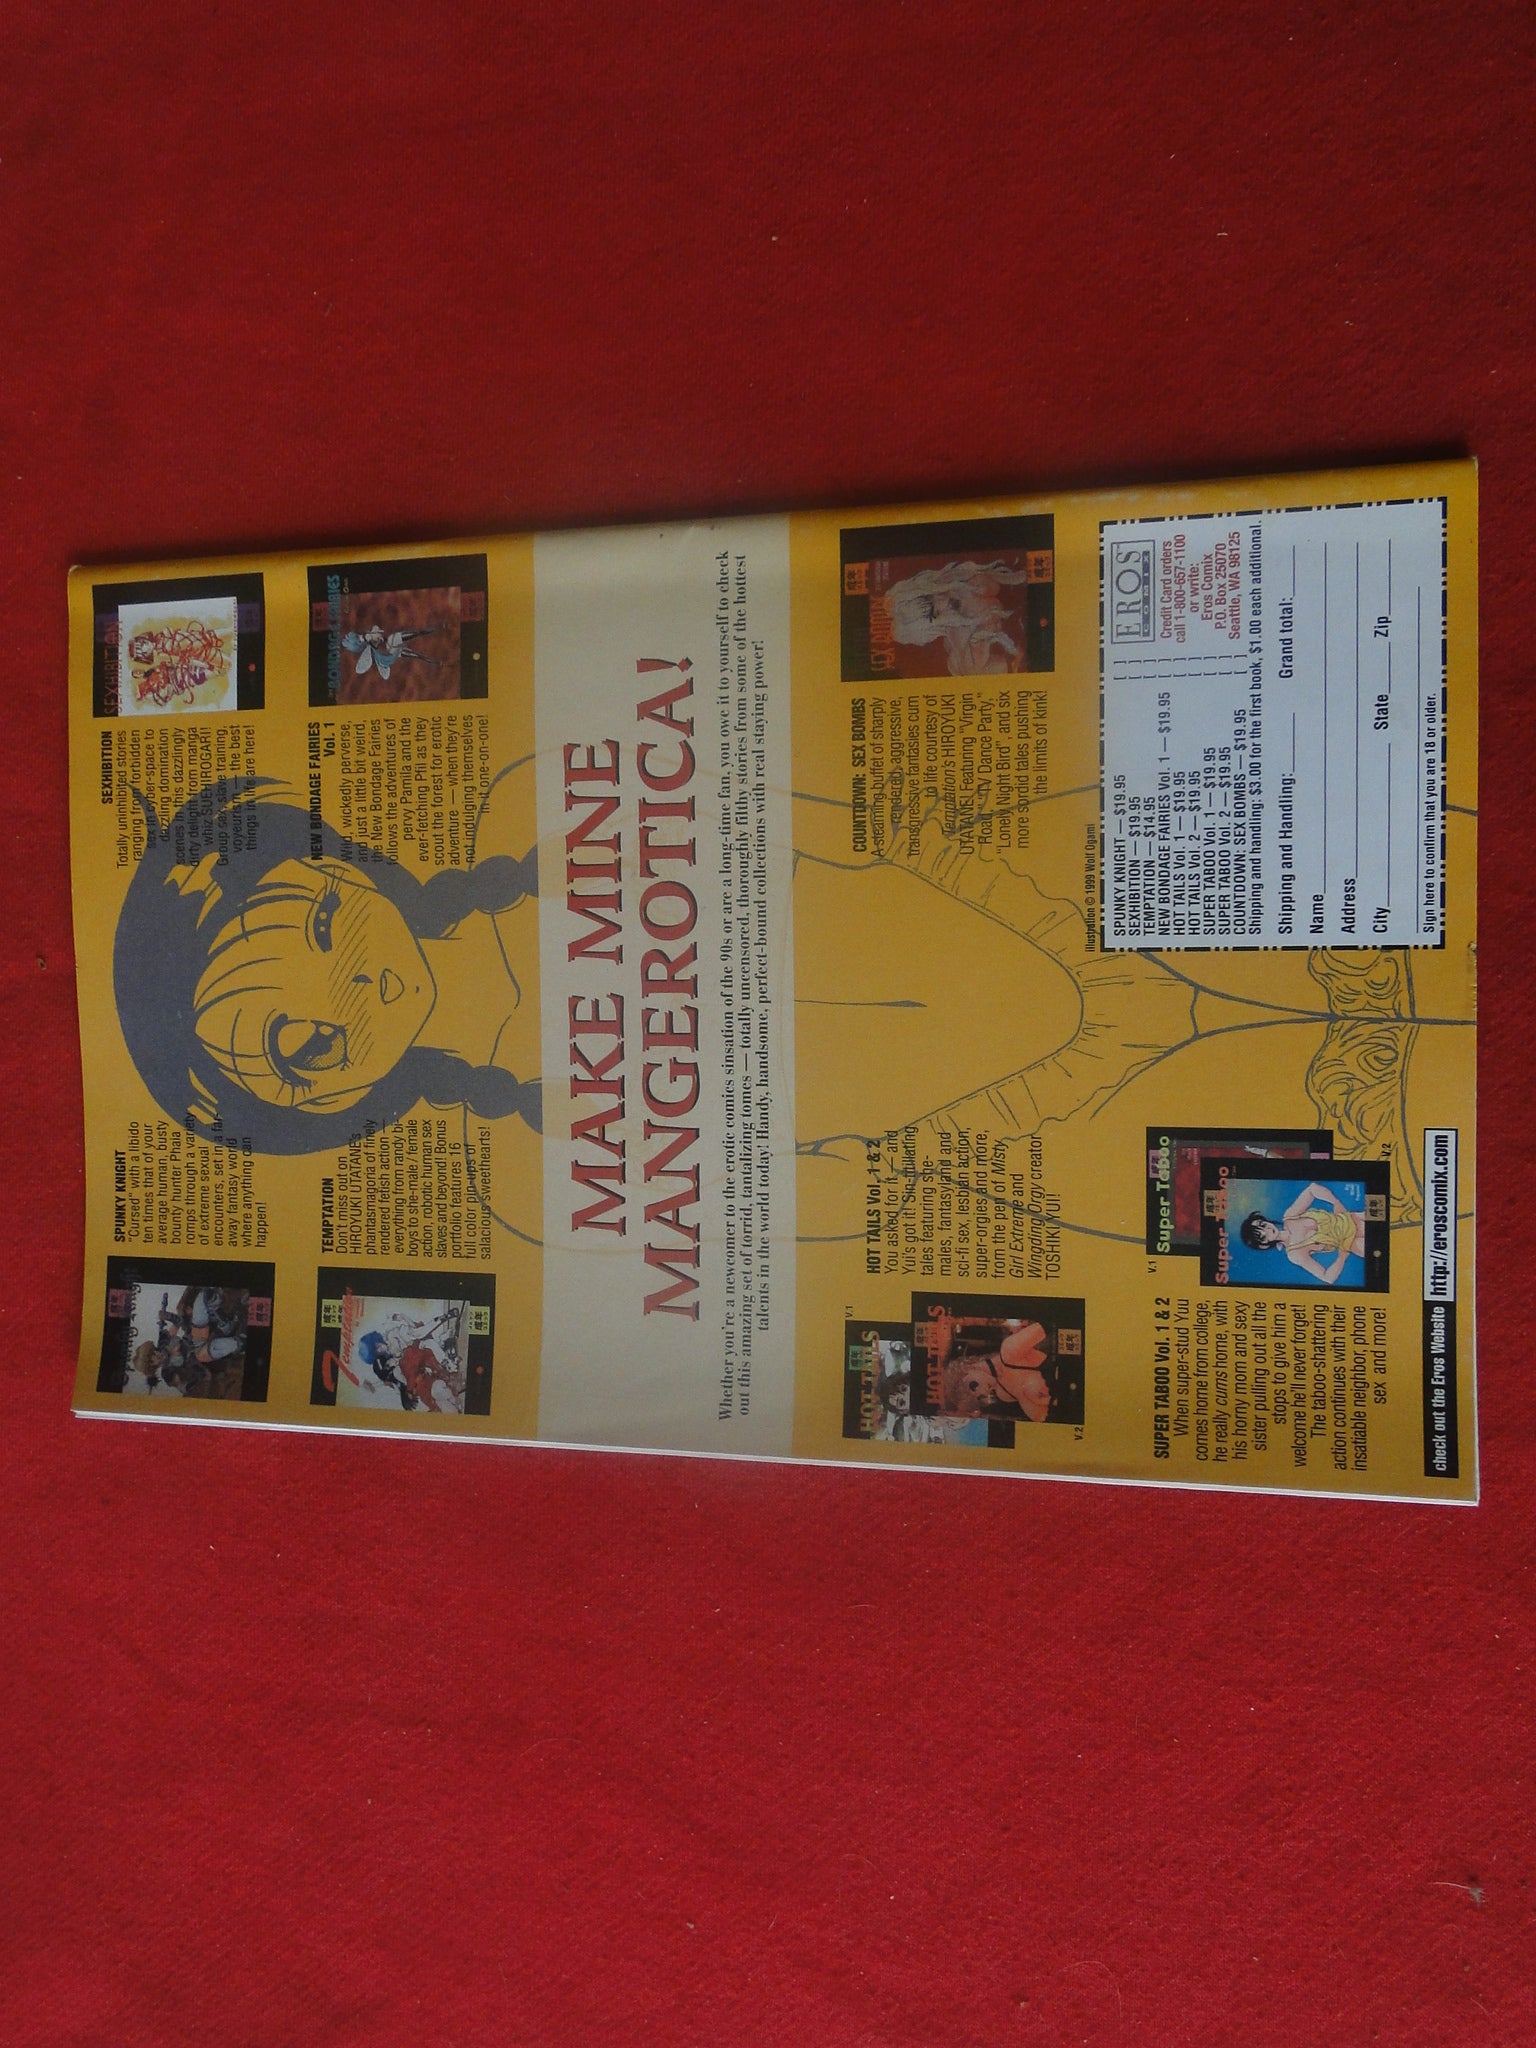 SPUNKY KNIGHT
"Cursed" with a libido
ten times that of your
average human, busty
bounty hunter Phaia
romps through a variety
of extreme sexual
encounters, set in a far-
away fantasy world
where anything can
happen!
SEXHIBITION
Totally uninhibited stories
ranging from forbidden
sex in cyber-space to
dazzling domination
scenes in this dazzlingly
dirty delight from manga
whiz SUEHIROGARI!
Group sex, slave training,
voyeurism — the best
things in life are here!
SEXHIBITION
TEMPTATION
Don't miss out on
HIROYUKI UTATANE's
phantasmagoria of finely
rendered fetish action —
everything from randy bi-
boys to she-male / female
action, robotic human sex
slaves and beyond! Bonus
portfolio features 16
full color pin-ups of
salacious sweethearts!
Temptation
成年
コミック
NEW BONDAGE FAIRIES
Vol. 1
Wild, wickedly perverse,
and just a little bit weird,
the New Bondage Fairies
follows the adventures of
pervy Pamila and the
ever-fetching Pfil as they
scout the forest for erotic
adventure — when they're
not indulging themselves
in it one-on-one!
BONDAGE FAIRIES
MAKE MINE
MANGEROTICA!
Whether you're a newcomer to the erotic comics sinsation of the 90s or are a long-time fan, you owe it to yourself to check
out this amazing set of torrid, tantalizing tomes — totally uncensored, thoroughly filthy stories from some of the hottest
talents in the world today! Handy, handsome, perfect-bound collections with real staying power!
V.1
HOT TAILS
HOT TAILS
V.2
HOT TAILS Vol. 1 & 2
You asked for it — and
Yui's got it! Sin-tillating
tales featuring she-
males, fantasyland and
sci-fi sex, lesbian action,
super-orgies and more,
from the pen of Misty
Girl Extreme and
Wingding Orgy creator
TOSHIKI YUI!
COUNTDOWN: SEX BOMBS
A steaming buffet of sharply
rendered, aggressive,
transgressive fantasies cum
to life courtesy of
Temptation's HIROYUKI
UTATANE! Featuring "Virgin
Road," "Ty Dance Party,"
"Lonely Night Bird", and six
more sordid tales pushing
the limits of kink!
SEX BOMBS
成年
SUPER TABOO Vol. 1 & 2
When super-stud Yuu
comes home from college,
he really cums home, with
his horny mom and sexy
sister pulling out all the
stops to give him a
welcome he'll never forget!
The taboo-shattering
action continues with their
insatiable neighbor, phone
sex and more!
V.1
Super Taboo
Super Taboo
V.2
check out the Eros Website http://eroscomix.com
illustration © 1999 Wolf Ogami
SPUNKY KNIGHT — $19.95 [ ]
SEXHIBITION — $19.95 [ ]
TEMPTATION — $14.95 [ ]
NEW BONDAGE FAIRIES Vol. 1 — $19.95 [ ]
HOT TAILS Vol. 1 — $19.95 [ ]
HOT TAILS Vol. 2 — $19.95 [ ]
SUPER TABOO Vol. 1 — $19.95 [ ]
SUPER TABOO Vol. 2 — $19.95 [ ]
COUNTDOWN: SEX BOMBS — $19.95 [ ]
Shipping and handling: $3.00 for the first book, $1.00 each additional.
EROS
COMIX
Credit Card orders
call 1-800-657-1100
or write:
Eros Comix
P.O. Box 25070
Seattle, WA 98125
Shipping and Handling: Grand total:
Name
Address
City State Zip
Sign here to confirm that you are 18 or older.